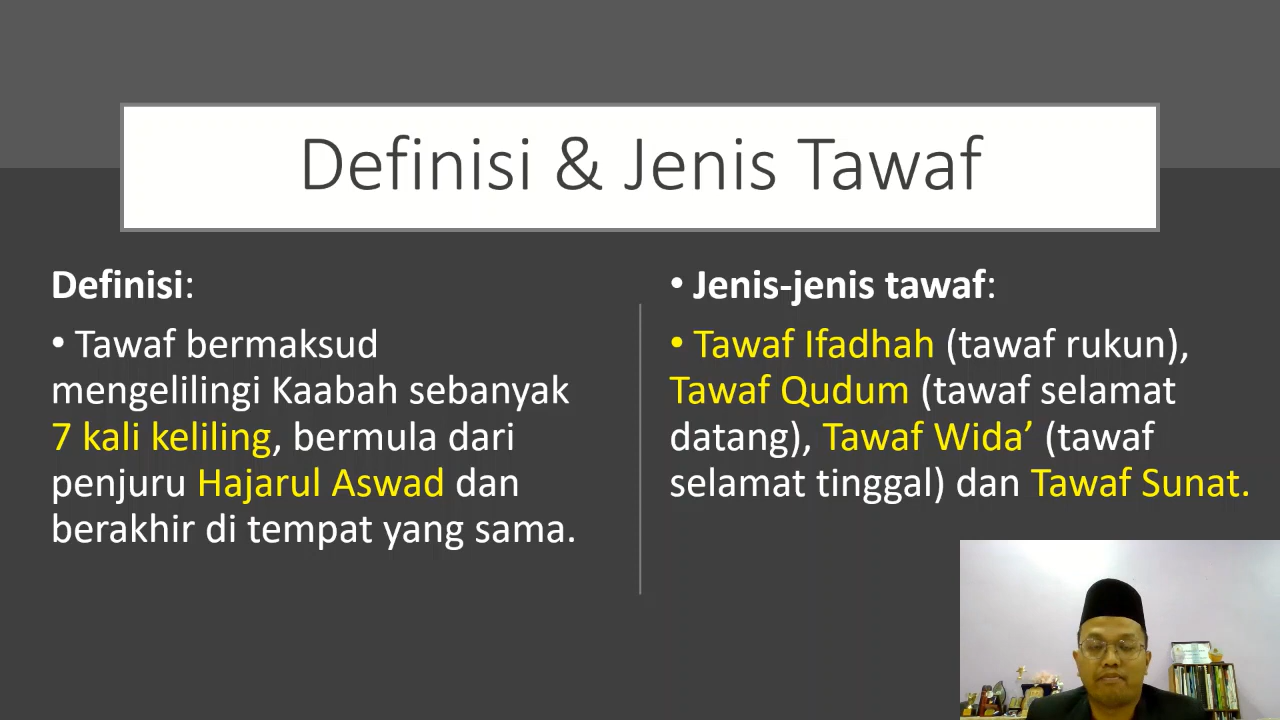 Definisi & Jenis Tawaf
Definisi:
• Tawaf bermaksud
mengelilingi Kaabah sebanyak
7 kali keliling, bermula dari
penjuru Hajarul Aswad dan
berakhir di tempat yang sama.
• Jenis-jenis tawaf:
• Tawaf Ifadhah (tawaf rukun),
Tawaf Qudum (tawaf selamat
datang), Tawaf Wida’ (tawaf
selamat tinggal) dan Tawaf Sunat.